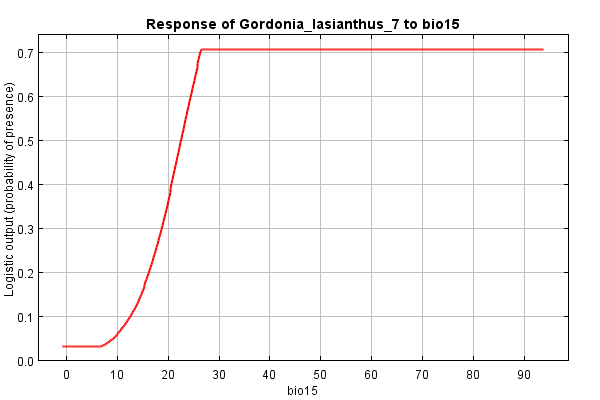 Response of Gordonia_lasianthus_7 to bio15
Logistic output (probability of presence)
0.7
0.6
0.5
0.4
0.3
0.2
0.1
0.0
0 10 20 30 40 50 60 70 80 90
bio15